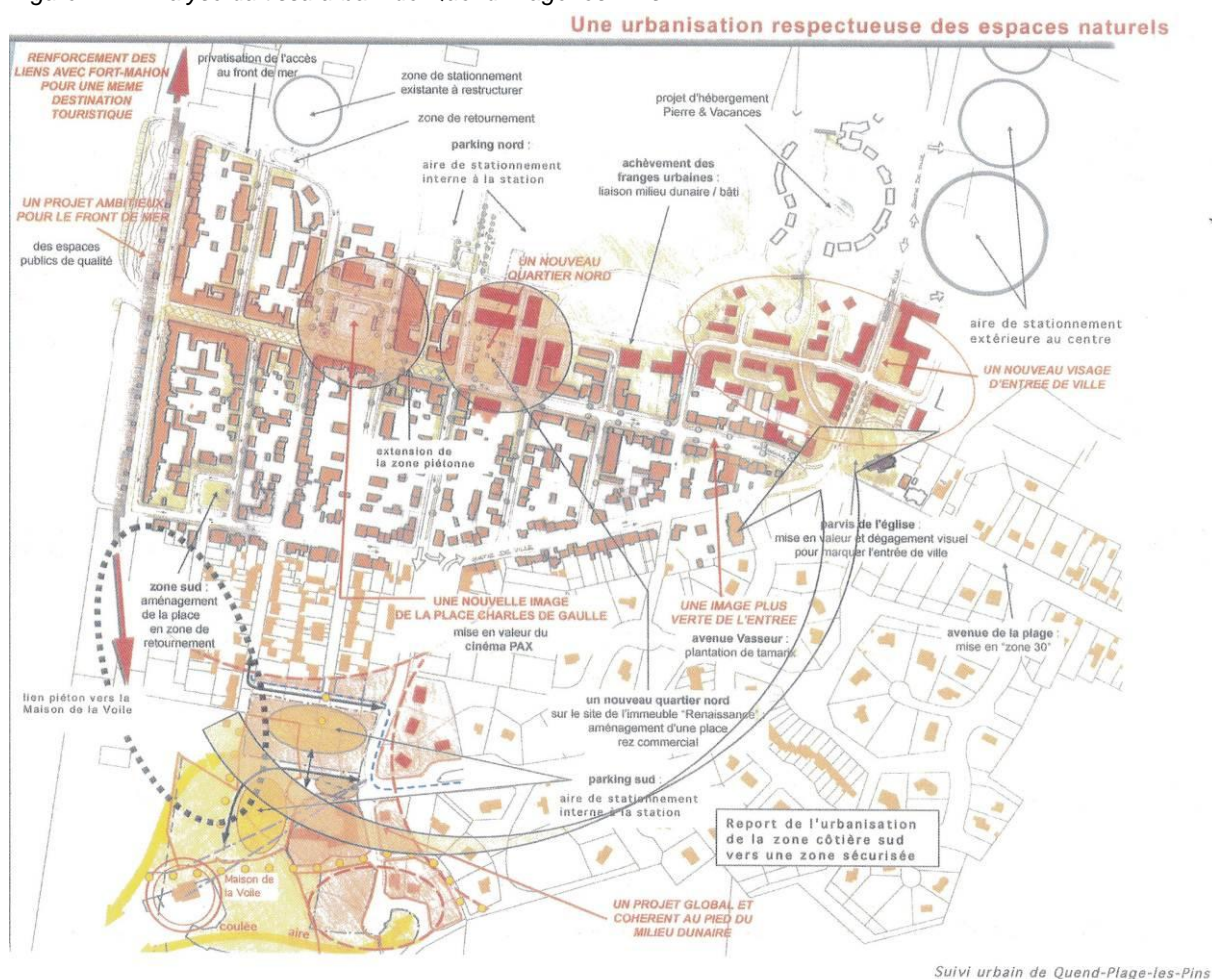 Une urbanisation respectueuse des espaces naturels
RENFORCEMENT DES
LIENS AVEC FORT-MAHON
POUR UNE MEME
DESTINATION
TOURISTIQUE
privatisation de l'accès
au front de mer
zone de stationnement
existante à restructurer
zone de retournement
parking nord :
aire de stationnement
interne à la station
projet d'hébergement
Pierre & Vacances
achèvement des
franges urbaines :
liaison milieu dunaire / bâti
UN PROJET AMBITIEUX
POUR LE FRONT DE MER
des espaces
publics de qualité
UN NOUVEAU
QUARTIER NORD
aire de stationnement
extérieure au centre
UN NOUVEAU VISAGE
D'ENTREE DE VILLE
extension de
la zone piétonne
parvis de l'église :
mise en valeur et dégagement visuel
pour marquer l'entrée de ville
zone sud :
aménagement
de la place
en zone de
retournement
UNE NOUVELLE IMAGE
DE LA PLACE CHARLES DE GAULLE
mise en valeur du
cinéma PAX
UNE IMAGE PLUS
VERTE DE L'ENTREE
avenue Vasseur :
plantation de tamarix
avenue de la plage :
mise en "zone 30"
lien piéton vers la
Maison de la Voile
un nouveau quartier nord
sur le site de l'immeuble "Renaissance" :
aménagement d'une place
rez commercial
parking sud :
aire de stationnement
interne à la station
Report de l'urbanisation
de la zone côtière sud
vers une zone sécurisée
Maison de
la Voile
coulée
aire
UN PROJET GLOBAL ET
COHERENT AU PIED DU
MILIEU DUNAIRE
Suivi urbain de Quend-Plage-les-Pins